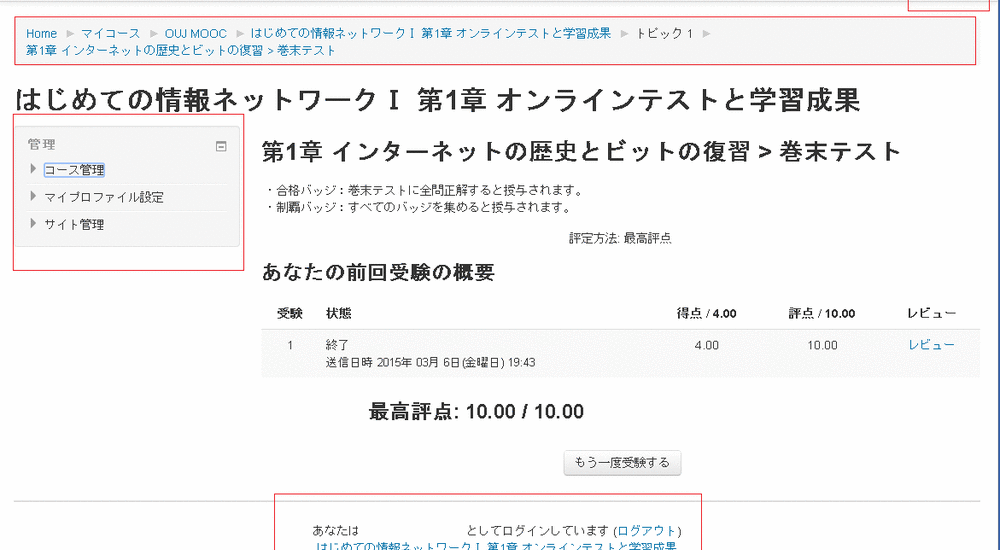 Home マイコース OUJ MOOC はじめての情報ネットワークⅠ 第1章 オンラインテストと学習成果 トピック 1
第1章 インターネットの歴史とビットの復習 > 巻末テスト
はじめての情報ネットワークⅠ 第1章 オンラインテストと学習成果
管理
コース管理
マイプロファイル設定
サイト管理
第1章 インターネットの歴史とビットの復習 > 巻末テスト
・合格バッジ：巻末テストに全問正解すると授与されます。
・制覇バッジ：すべてのバッジを集めると授与されます。
評定方法: 最高評点
あなたの前回受験の概要
受験 状態 得点 / 4.00 評点 / 10.00 レビュー
1 終了 4.00 10.00 レビュー
送信日時 2015年 03月 6日(金曜日) 19:43
最高評点: 10.00 / 10.00
もう一度受験する
あなたは としてログインしています (ログアウト)
はじめての情報ネットワークⅠ 第1章 オンラインテストと学習成果